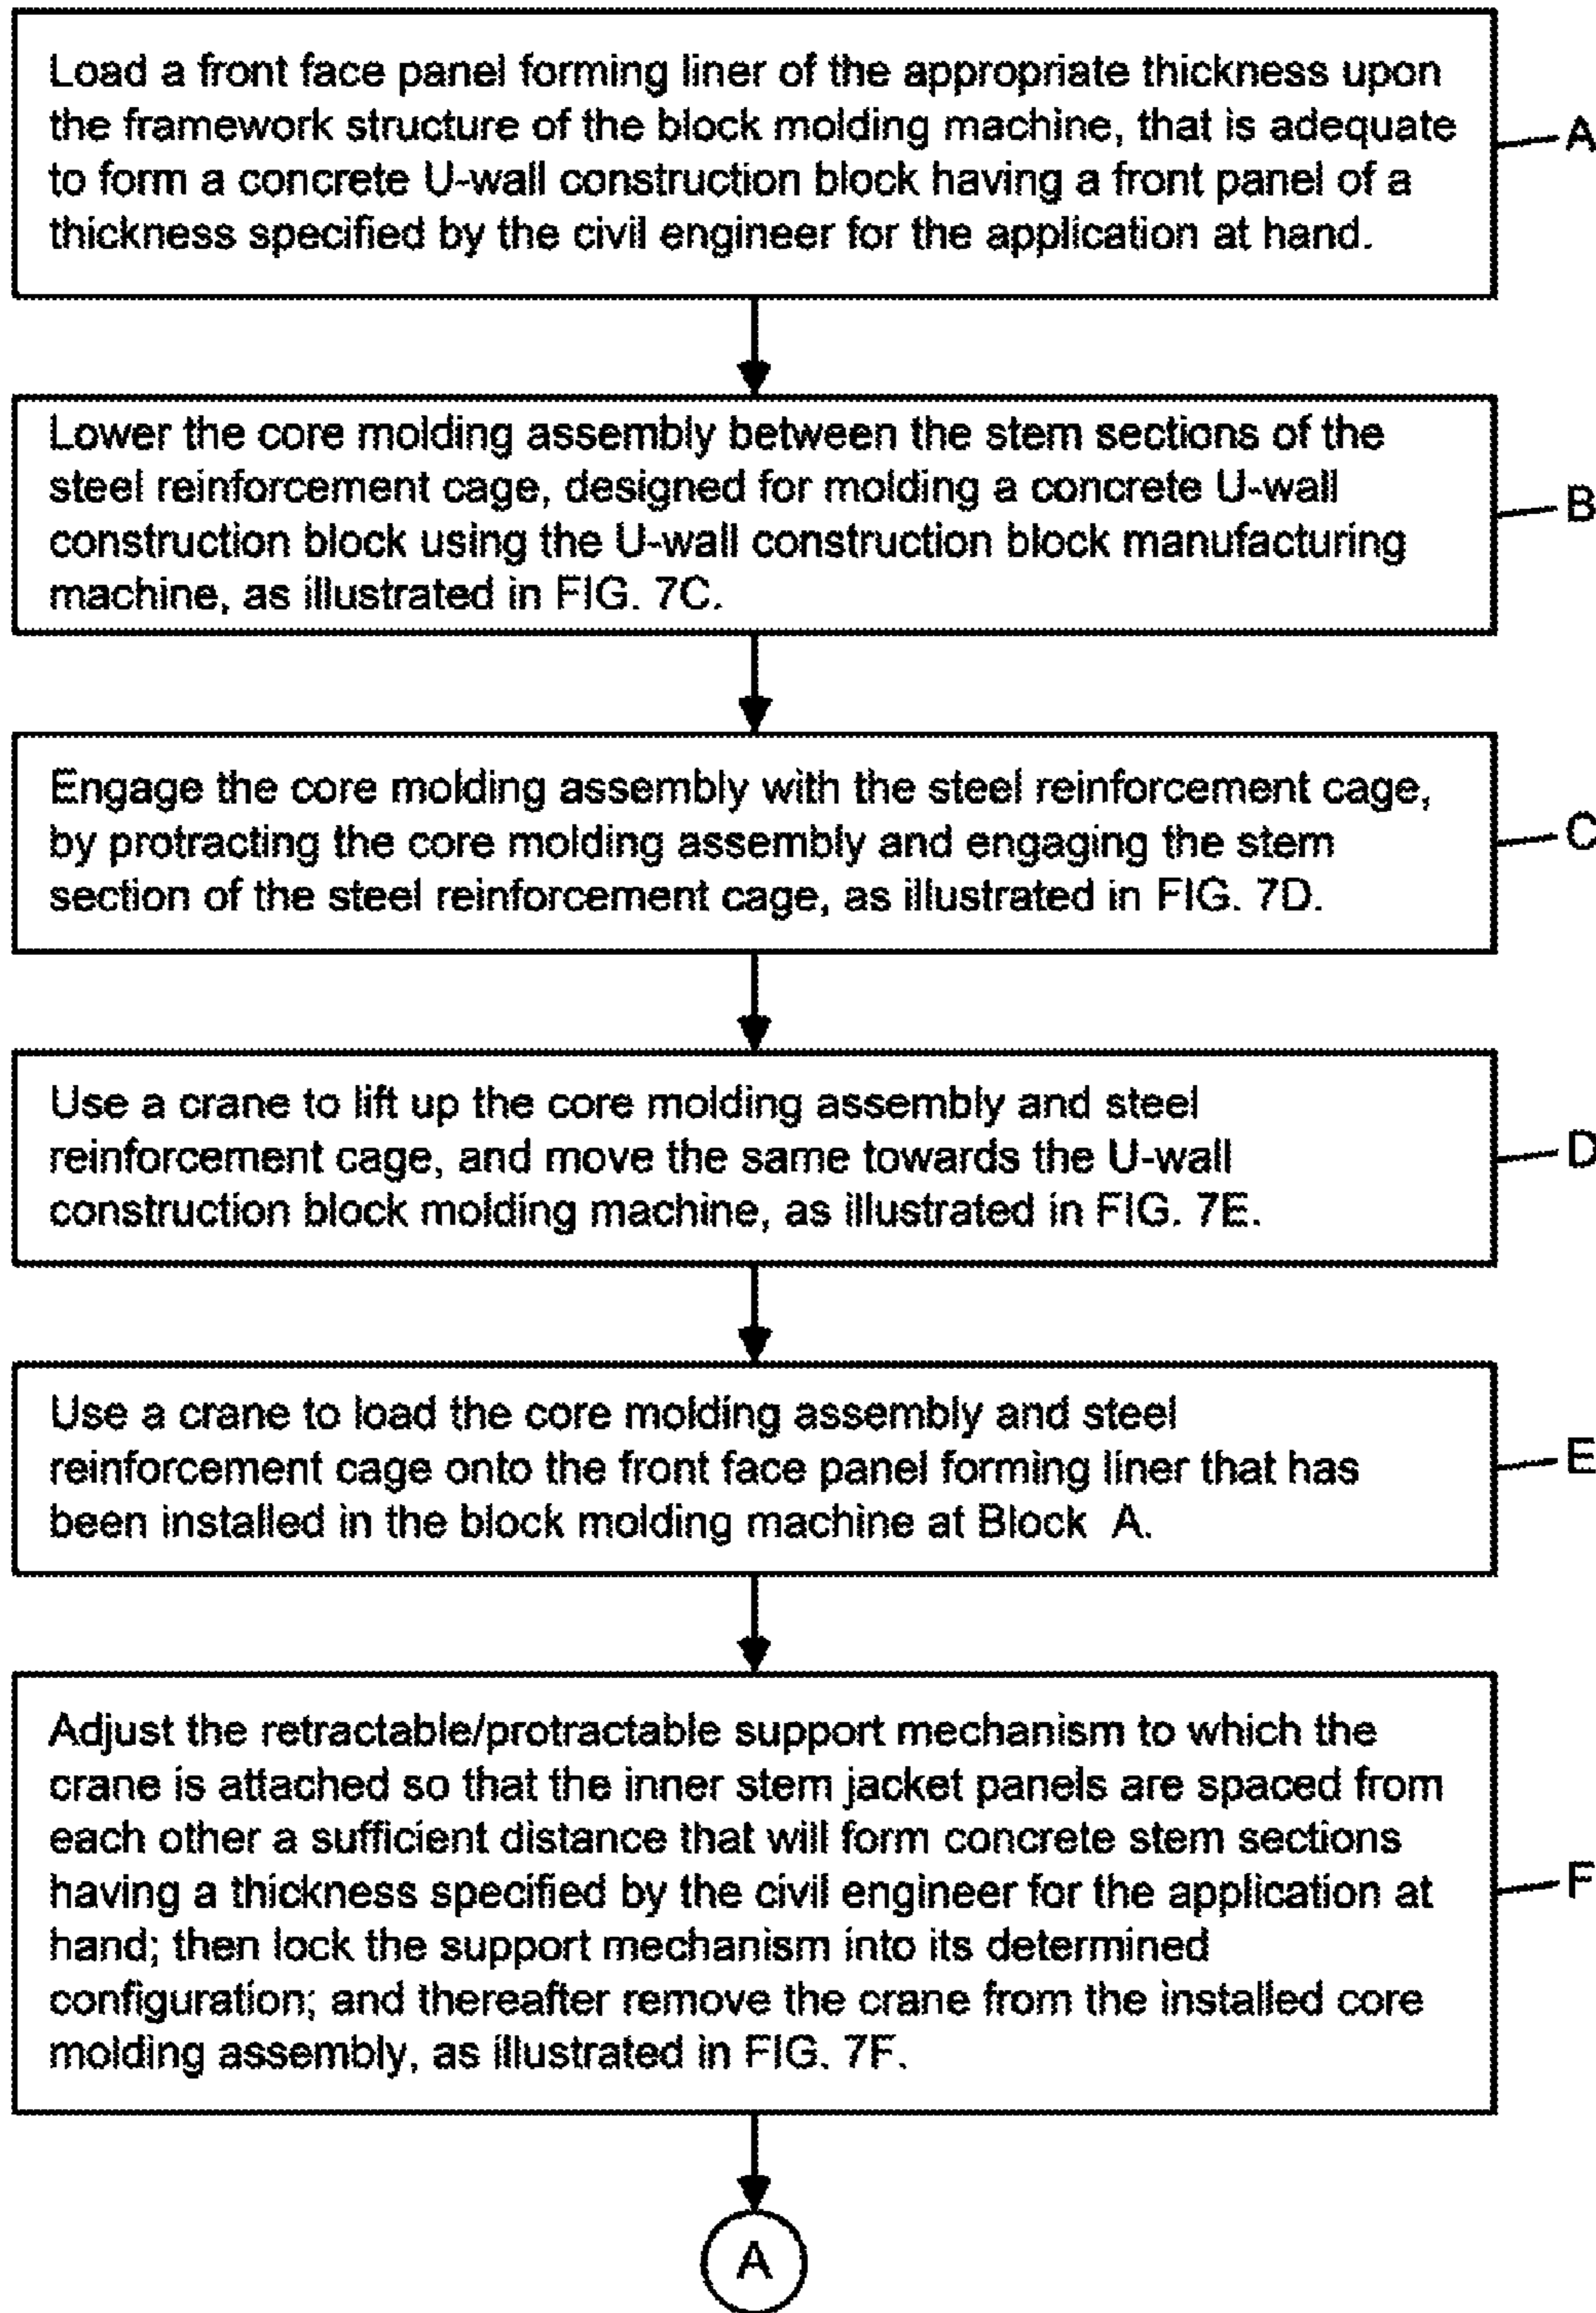 Load a front face panel forming liner of the appropriate thickness upon
the framework structure of the block molding machine, that is adequate
to form a concrete U-wall construction block having a front panel of a
thickness specified by the civil engineer for the application at hand.
A
Lower the core molding assembly between the stem sections of the
steel reinforcement cage, designed for molding a concrete U-wall
construction block using the U-wall construction block manufacturing
machine, as illustrated in FIG. 7C.
B
Engage the core molding assembly with the steel reinforcement cage,
by protracting the core molding assembly and engaging the stem
section of the steel reinforcement cage, as illustrated in FIG. 7D.
C
Use a crane to lift up the core molding assembly and steel
reinforcement cage, and move the same towards the U-wall
construction block molding machine, as illustrated in FIG. 7E.
D
Use a crane to load the core molding assembly and steel
reinforcement cage onto the front face panel forming liner that has
been installed in the block molding machine at Block A.
E
Adjust the retractable/protractable support mechanism to which the
crane is attached so that the inner stem jacket panels are spaced from
each other a sufficient distance that will form concrete stem sections
having a thickness specified by the civil engineer for the application at
hand; then lock the support mechanism into its determined
configuration; and thereafter remove the crane from the installed core
molding assembly, as illustrated in FIG. 7F.
F
A